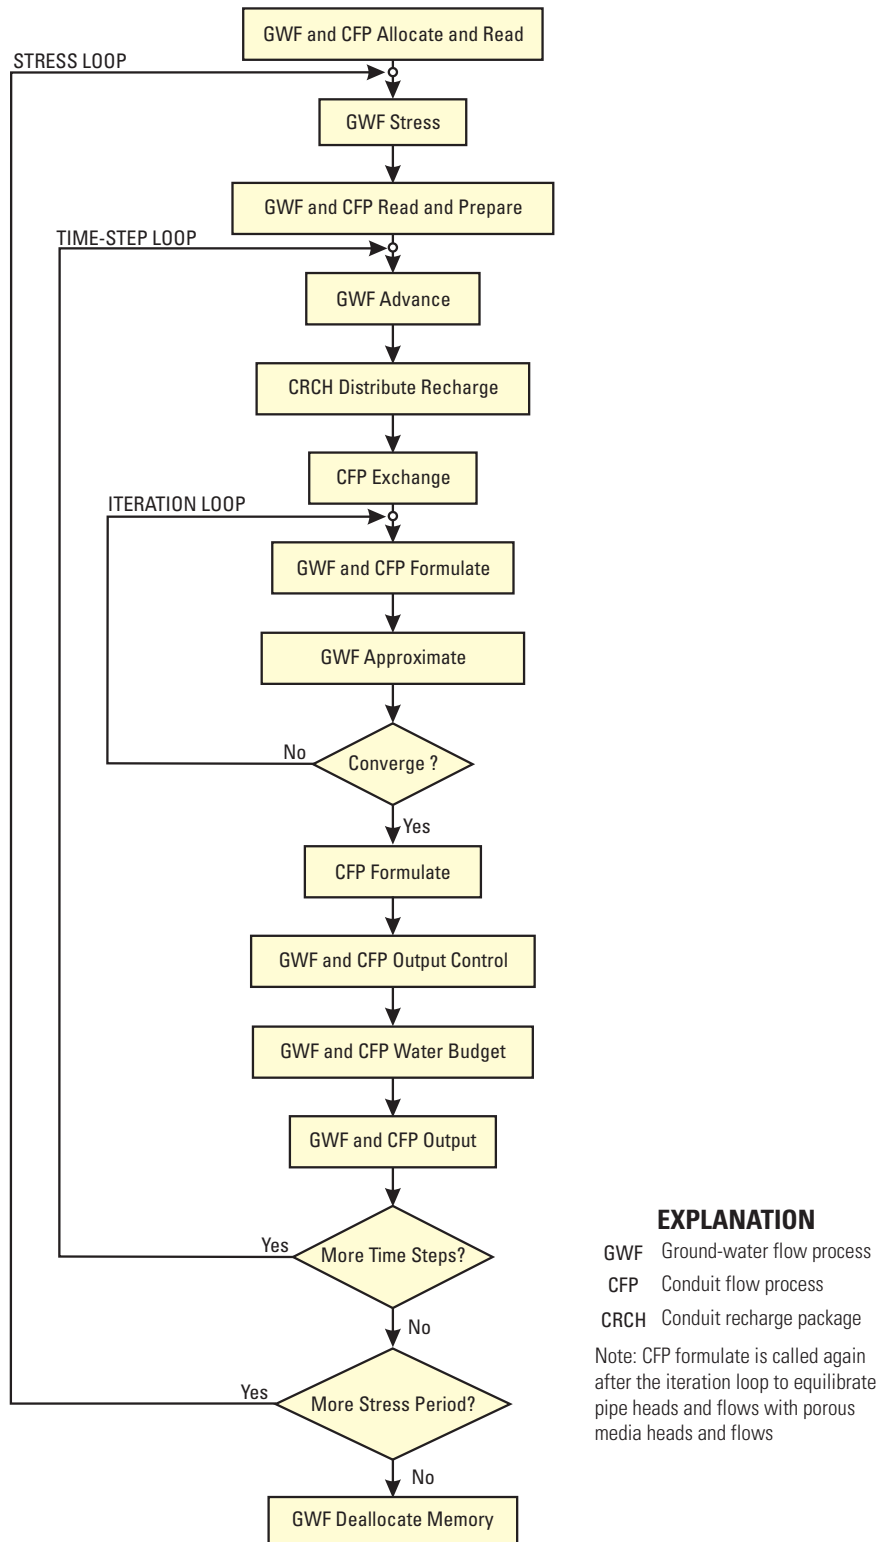 GWF and CFP Allocate and Read
STRESS LOOP
GWF Stress
GWF and CFP Read and Prepare
TIME-STEP LOOP
GWF Advance
CRCH Distribute Recharge
CFP Exchange
ITERATION LOOP
GWF and CFP Formulate
GWF Approximate
No
Converge ?
Yes
CFP Formulate
GWF and CFP Output Control
GWF and CFP Water Budget
GWF and CFP Output
Yes
More Time Steps?
No
Yes
More Stress Period?
No
GWF Deallocate Memory
EXPLANATION
GWF Ground-water flow process
CFP Conduit flow process
CRCH Conduit recharge package
Note: CFP formulate is called again
after the iteration loop to equilibrate
pipe heads and flows with porous
media heads and flows